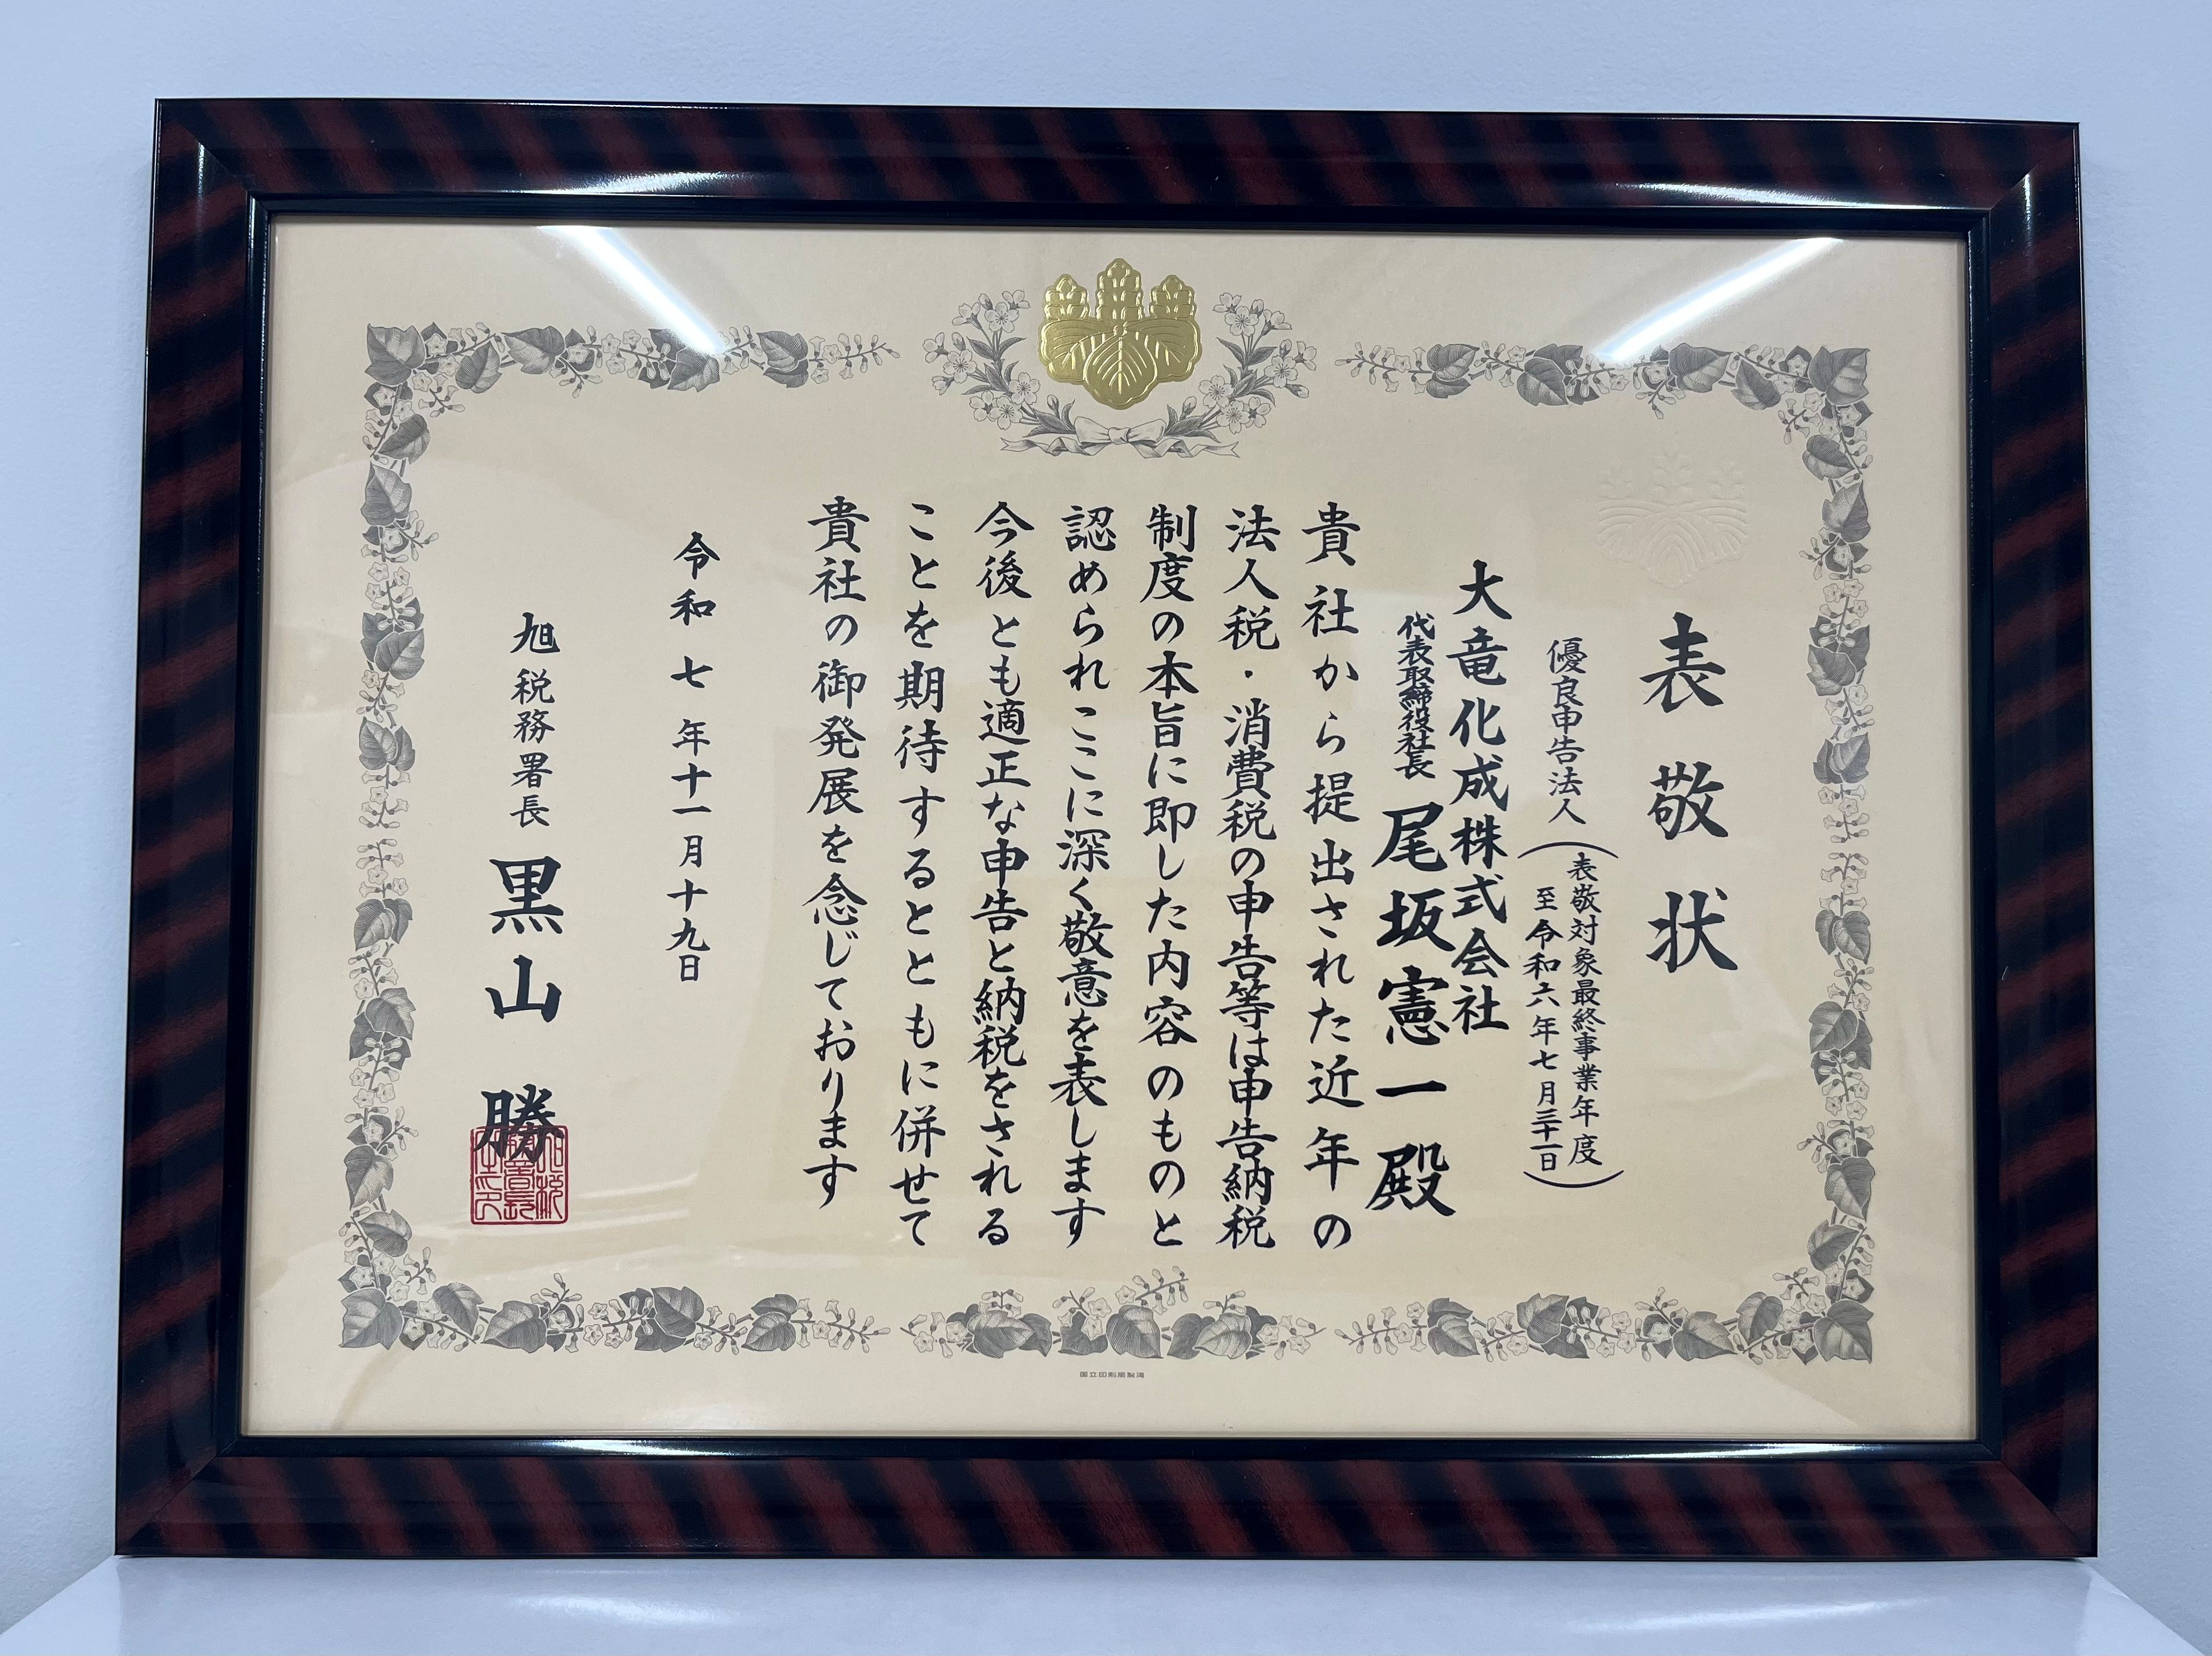 表敬状
優良申告法人
（表敬対象最終事業年度
至令和六年七月三十一日）
大竜化成株式会社
代表取締役社長 尾坂憲一殿
貴社から提出された近年の
法人税・消費税の申告等は申告納税
制度の本旨に即した内容のものと
認められここに深く敬意を表します
今後とも適正な申告と納税をされる
ことを期待するとともに併せて
貴社の御発展を念じております
令和七年十一月十九日
旭税務署長 黒山 勝
国立印刷局製造